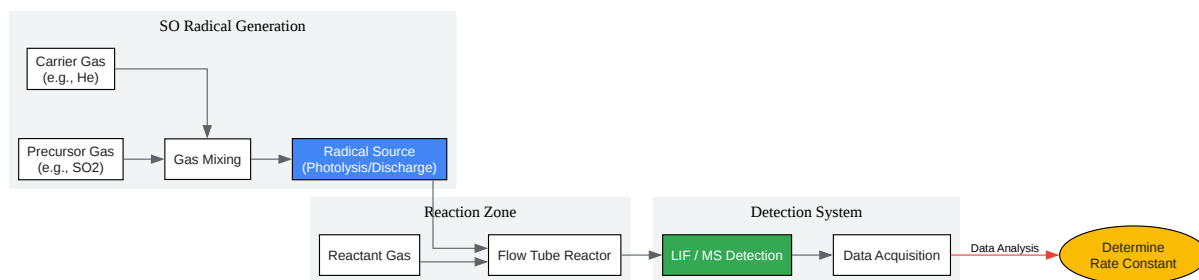 SO Radical Generation
Carrier Gas
(e.g., He)
Precursor Gas
(e.g., SO2)
Gas Mixing
Radical Source
(Photolysis/Discharge)
Reaction Zone
Reactant Gas
Flow Tube Reactor
Detection System
LIF / MS Detection
Data Acquisition
Data Analysis
Determine
Rate Constant